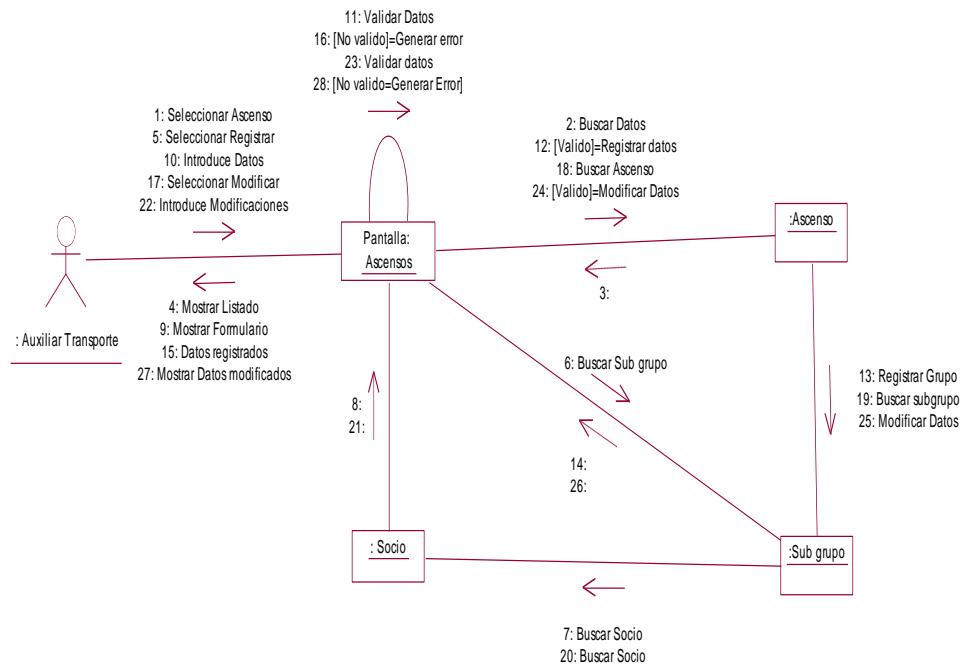 11: Validar Datos
16: [No valido]=Generar error
23: Validar datos
28: [No valido=Generar Error]
1: Seleccionar Ascenso
5: Seleccionar Registrar
10: Introduce Datos
17: Seleccionar Modificar
22: Introduce Modificaciones
2: Buscar Datos
12: [Valido]=Registrar datos
18: Buscar Ascenso
24: [Valido]=Modificar Datos
Pantalla:
Ascensos
:Ascenso
3:
: Auxiliar Transporte
4: Mostrar Listado
9: Mostrar Formulario
15: Datos registrados
27: Mostrar Datos modificados
6: Buscar Sub grupo
13: Registrar Grupo
19: Buscar subgrupo
25: Modificar Datos
8:
21:
14:
26:
: Socio
:Sub grupo
7: Buscar Socio
20: Buscar Socio